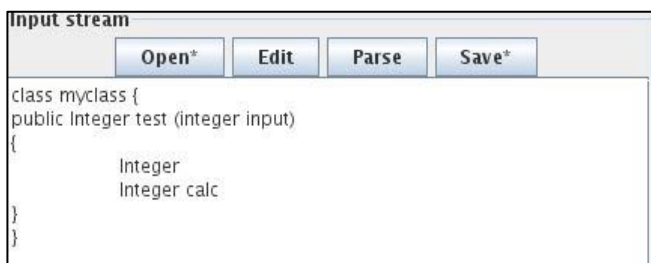 Input stream
Open* Edit Parse Save*
class myclass {
public Integer test (integer input)
{
Integer
Integer calc
}
}